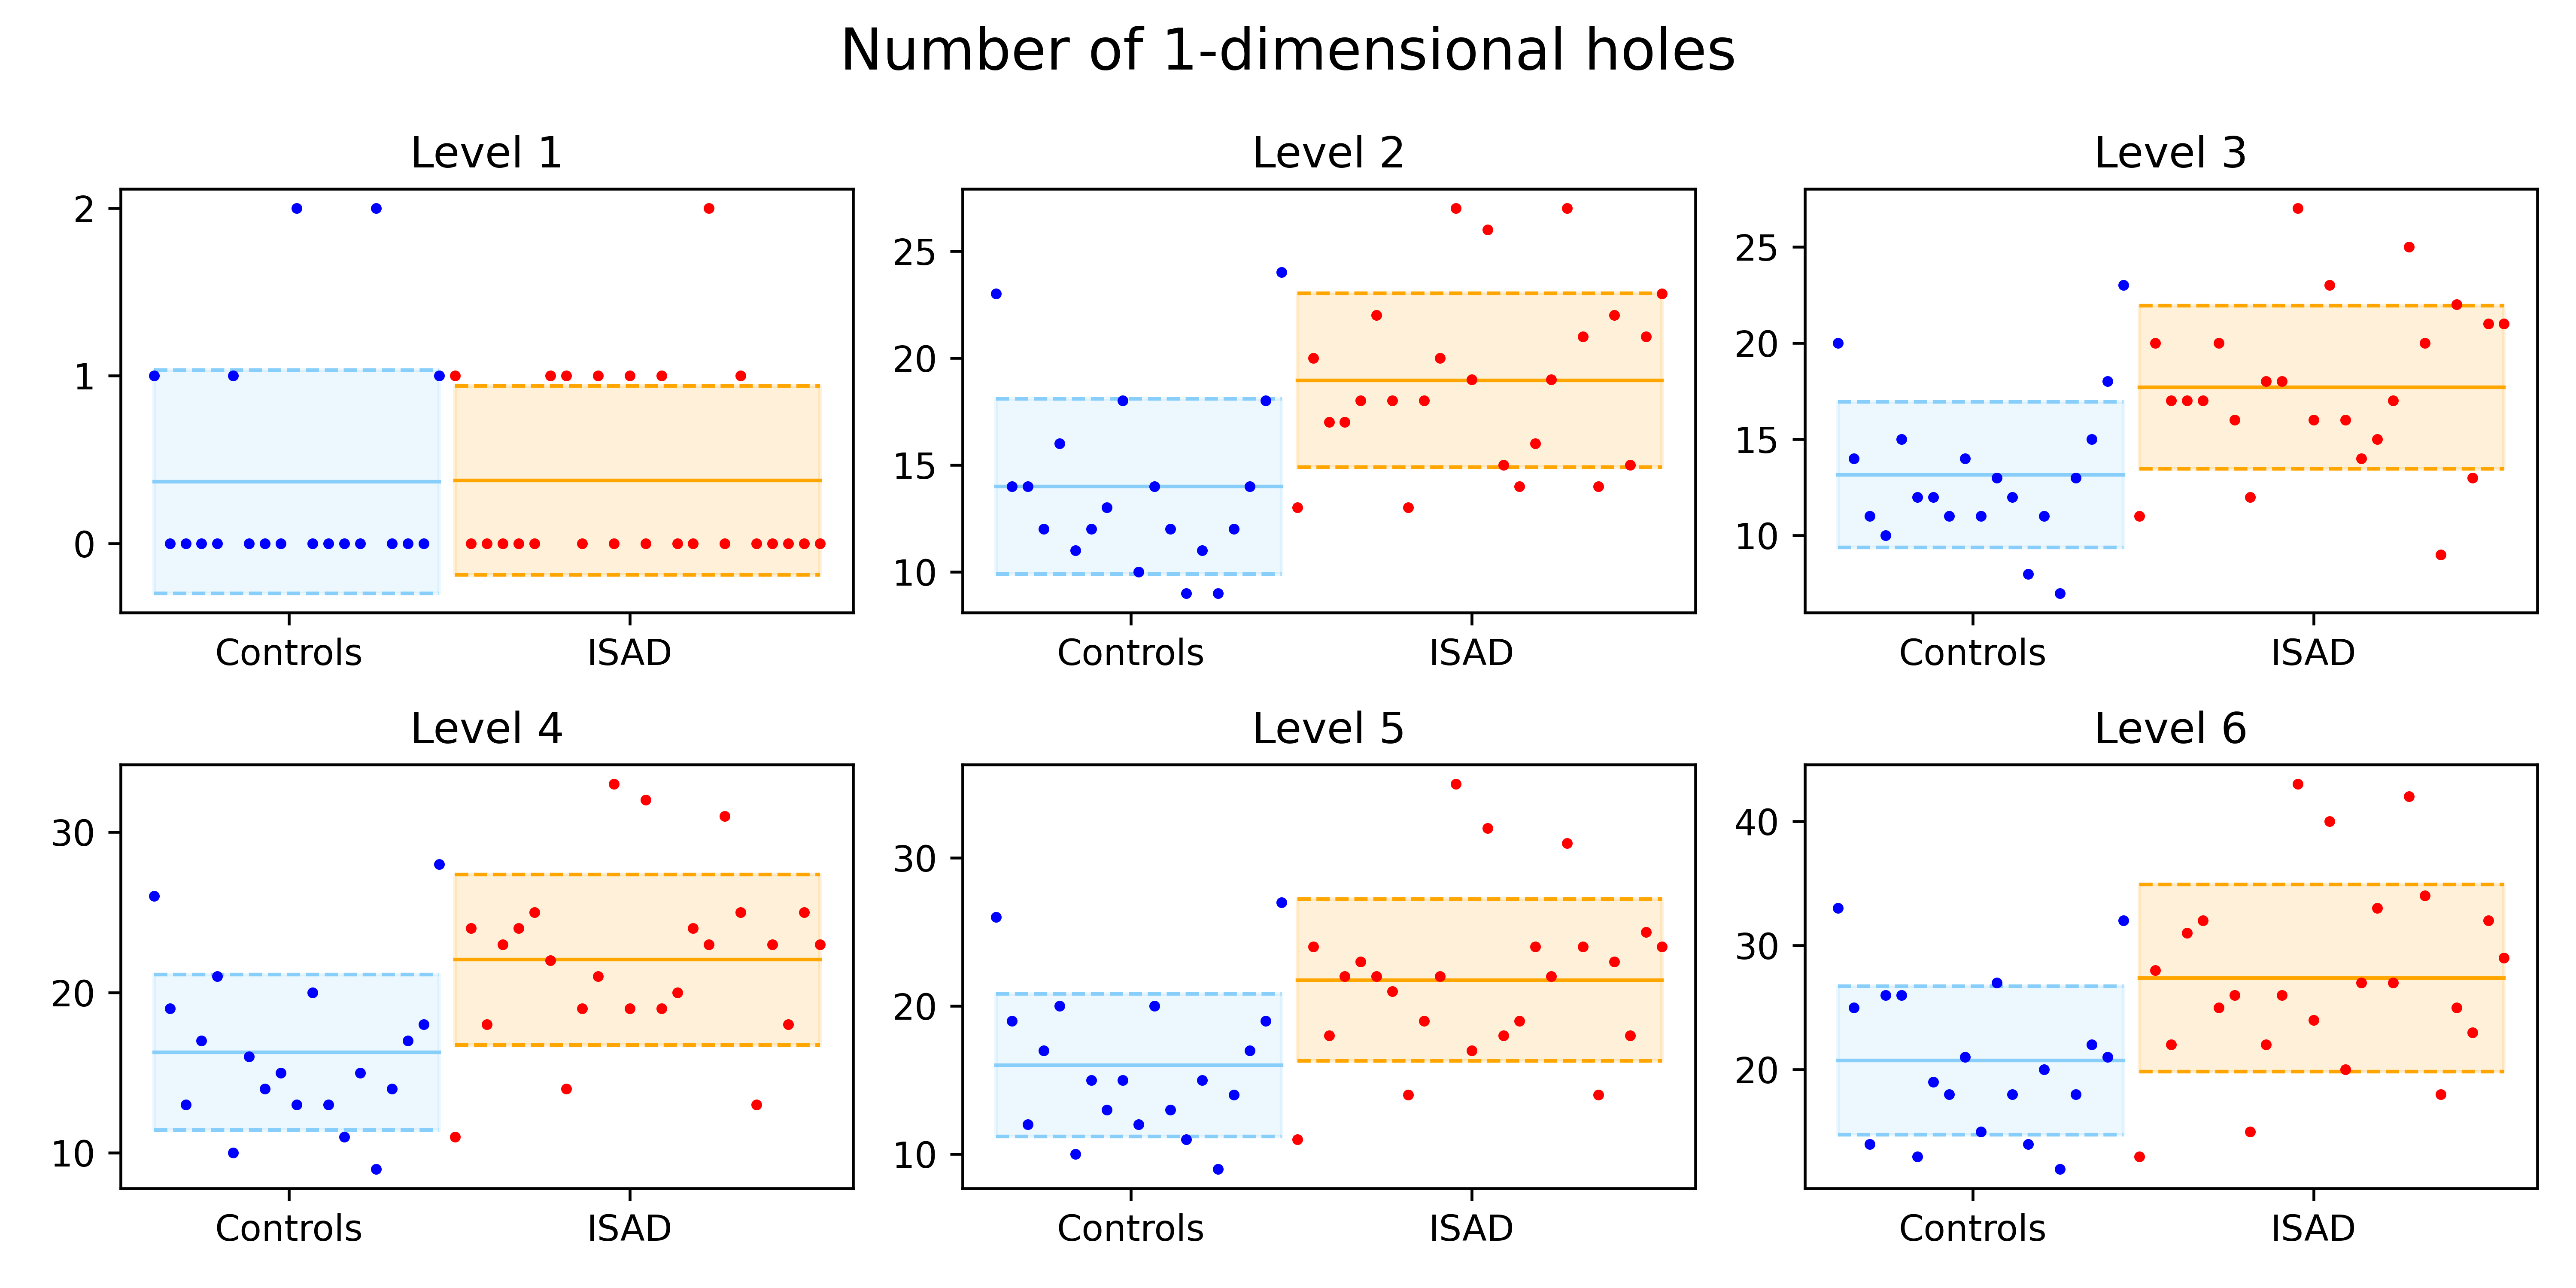 Number of 1-dimensional holes
Level 1
Level 2
Level 3
2
1
0
25
20
15
10
25
20
15
10
Controls
ISAD
Controls
ISAD
Controls
ISAD
Level 4
Level 5
Level 6
30
20
10
30
20
10
40
30
20
Controls
ISAD
Controls
ISAD
Controls
ISAD